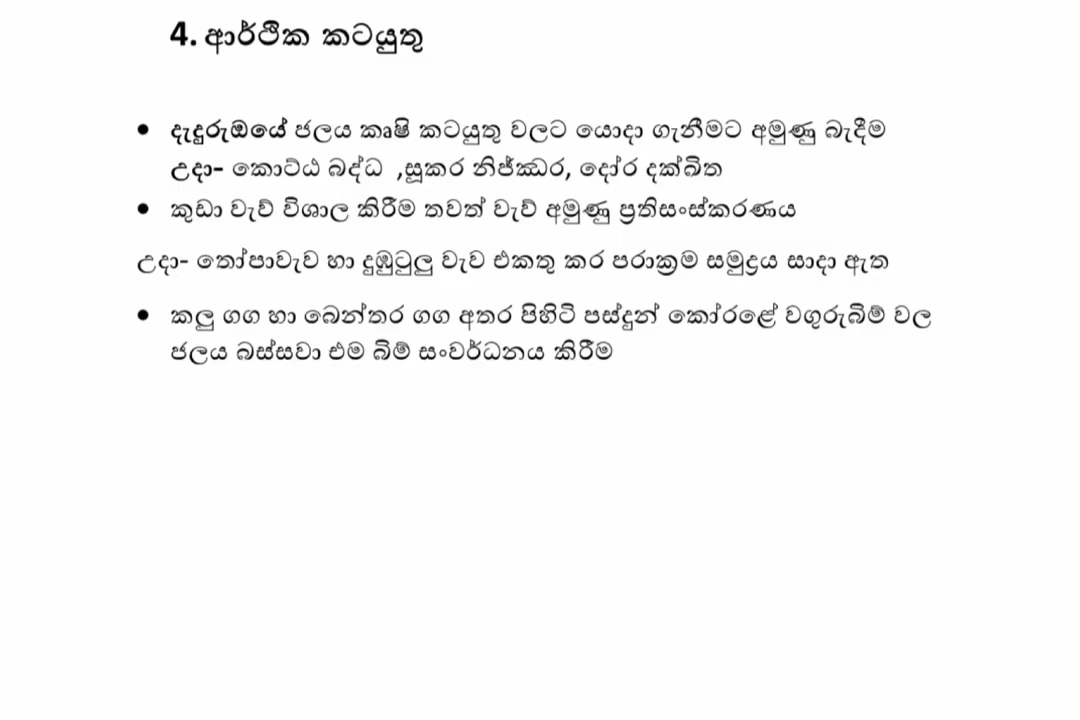 4. ආර්ථික කටයුතු
• දැදුරුඔයේ ජලය කෘෂි කටයුතු වලට යොදා ගැනීමට අමුණු බැදීම
උදා- කොට්ඨ බද්ධ ,සූකර නිජ්ඣර, දෝර දක්ඛිත
• කුඩා වැව් විශාල කිරීම තවත් වැව් අමුණු ප්‍රතිසංස්කරණය
උදා- තෝපාවැව හා දුඹුටුලු වැව එකතු කර පරාක්‍රම සමුද්‍රය සාදා ඇත
• කලු ගග හා බෙන්තර ගග අතර පිහිටි පස්දුන් කෝරළේ වගුරුබිම් වල
ජලය බස්සවා එම බිම් සංවර්ධනය කිරීම